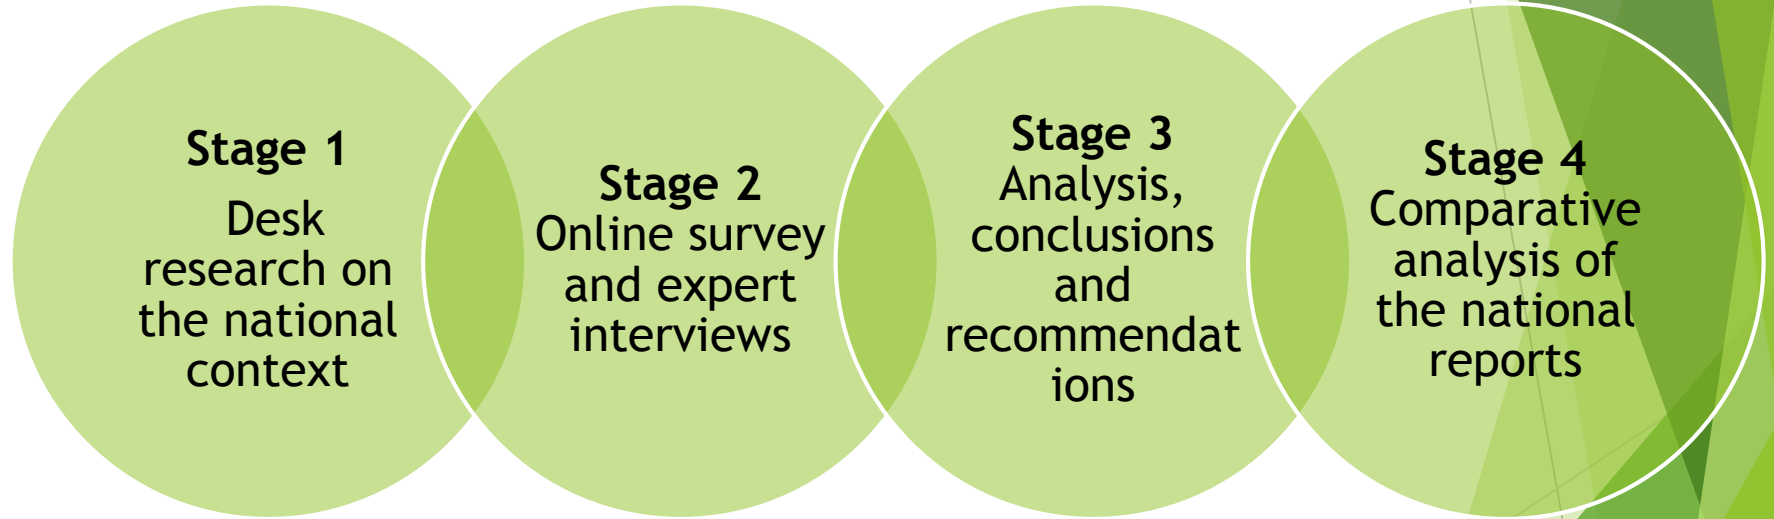 Stage 1
Desk
research on
the national
context
Stage 2
Online survey
and expert
interviews
Stage 3
Analysis,
conclusions
and
recommendat
ions
Stage 4
Comparative
analysis of
the national
reports